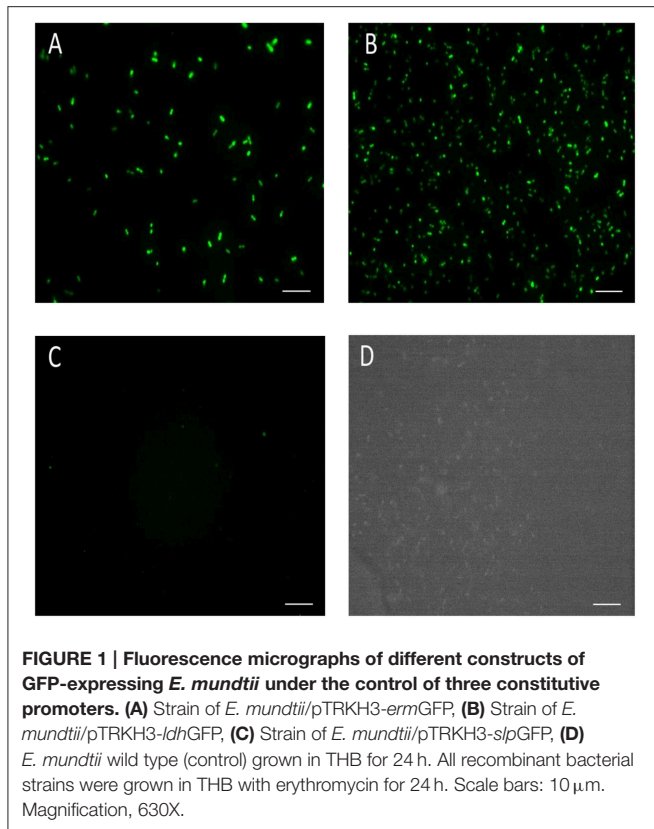 A
B
C
D
FIGURE 1 | Fluorescence micrographs of different constructs of
GFP-expressing E. mundtii under the control of three constitutive
promoters. (A) Strain of E. mundtii/pTRKH3-ermGFP, (B) Strain of E.
mundtii/pTRKH3-ldhGFP, (C) Strain of E. mundtii/pTRKH3-slpGFP, (D)
E. mundtii wild type (control) grown in THB for 24 h. All recombinant bacterial
strains were grown in THB with erythromycin for 24 h. Scale bars: 10 μm.
Magnification, 630X.